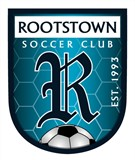 ROOTSTOWN
SOCCER CLUB
R
EST. 1993